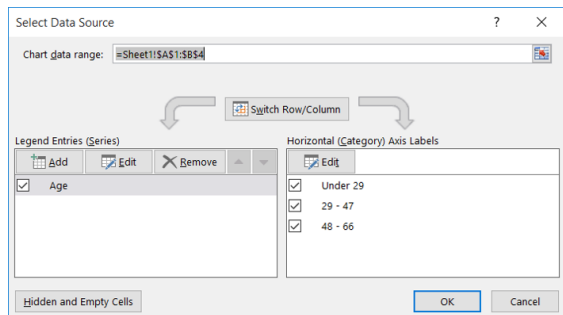 Select Data Source ? ×
Chart data range: =Sheet1!$A$1:$B$4
Switch Row/Column
Legend Entries (Series)
Add Edit Remove
Age
Horizontal (Category) Axis Labels
Edit
Under 29
29 - 47
48 - 66
Hidden and Empty Cells
OK Cancel